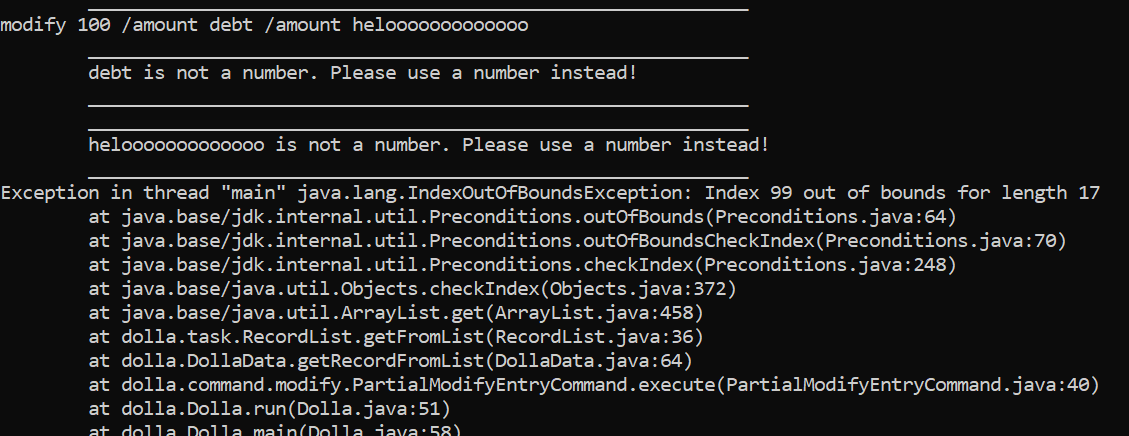 modify 100 /amount debt /amount helooooooooooooo
debt is not a number. Please use a number instead!
helooooooooooooo is not a number. Please use a number instead!
Exception in thread "main" java.lang.IndexOutOfBoundsException: Index 99 out of bounds for length 17
at java.base/jdk.internal.util.Preconditions.outOfBounds(Preconditions.java:64)
at java.base/jdk.internal.util.Preconditions.outOfBoundsCheckIndex(Preconditions.java:70)
at java.base/jdk.internal.util.Preconditions.checkIndex(Preconditions.java:248)
at java.base/java.util.Objects.checkIndex(Objects.java:372)
at java.base/java.util.ArrayList.get(ArrayList.java:458)
at dolla.task.RecordList.getFromList(RecordList.java:36)
at dolla.DollaData.getRecordFromList(DollaData.java:64)
at dolla.command.modify.PartialModifyEntryCommand.execute(PartialModifyEntryCommand.java:40)
at dolla.Dolla.run(Dolla.java:51)
at dolla.Dolla.main(Dolla.java:58)